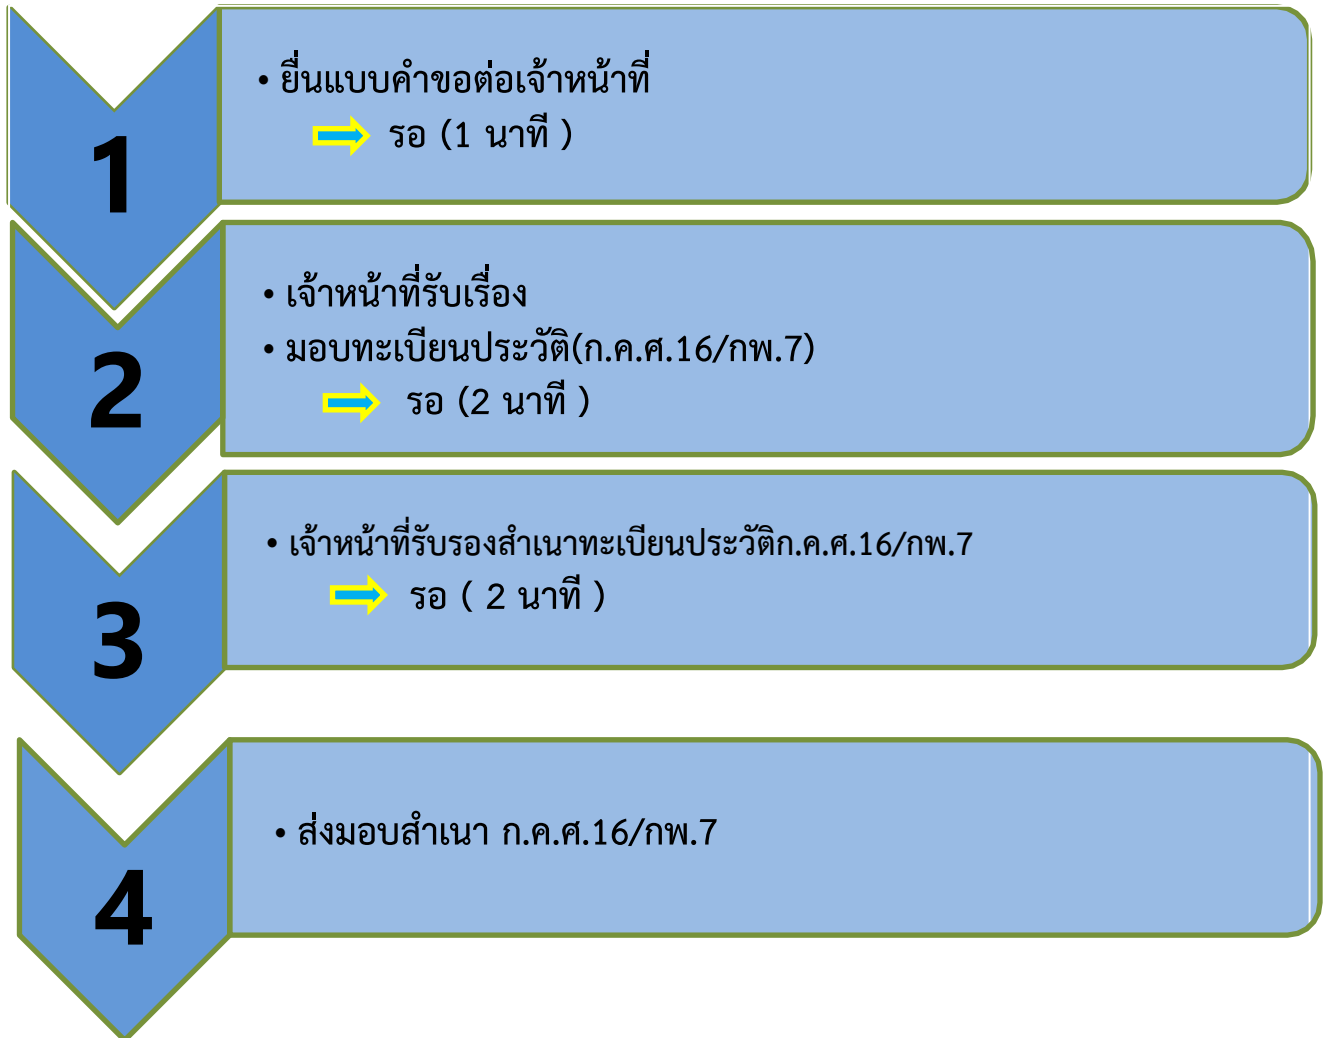 1
• ยื่นแบบคำขอต่อเจ้าหน้าที่
รอ (1 นาที )
2
• เจ้าหน้าที่รับเรื่อง
• มอบทะเบียนประวัติ(ก.ค.ศ.16/กพ.7)
รอ (2 นาที )
3
• เจ้าหน้าที่รับรองสำเนาทะเบียนประวัติก.ค.ศ.16/กพ.7
รอ ( 2 นาที )
4
• ส่งมอบสำเนา ก.ค.ศ.16/กพ.7